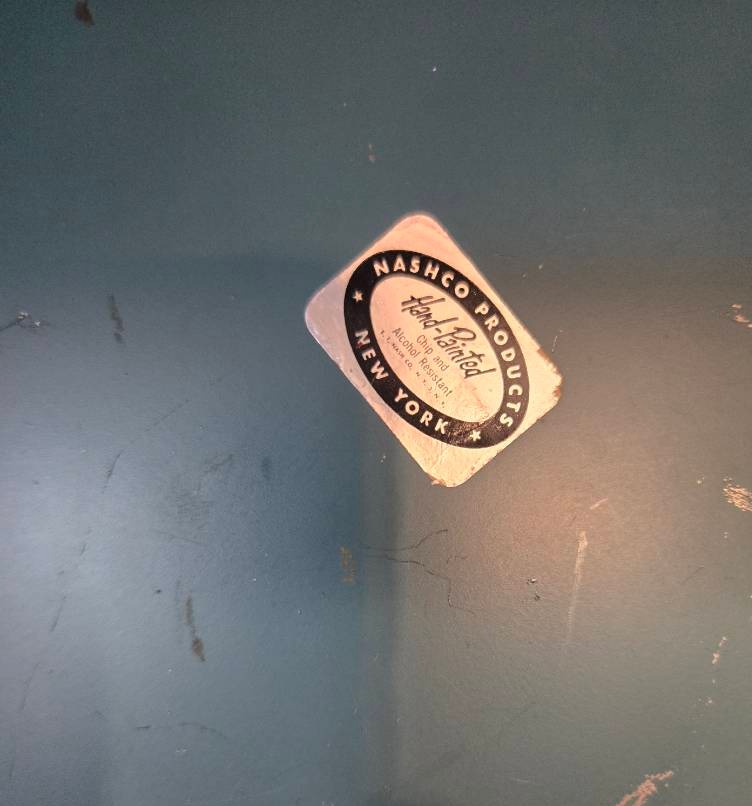 NASHCO PRODUCTS
Hand-Painted
Chip and
Alcohol Resistant
NEW YORK